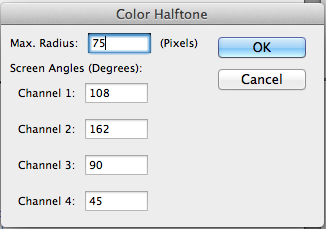 Color Halftone
Max. Radius: 75 (Pixels) OK
Screen Angles (Degrees): Cancel
Channel 1: 108
Channel 2: 162
Channel 3: 90
Channel 4: 45